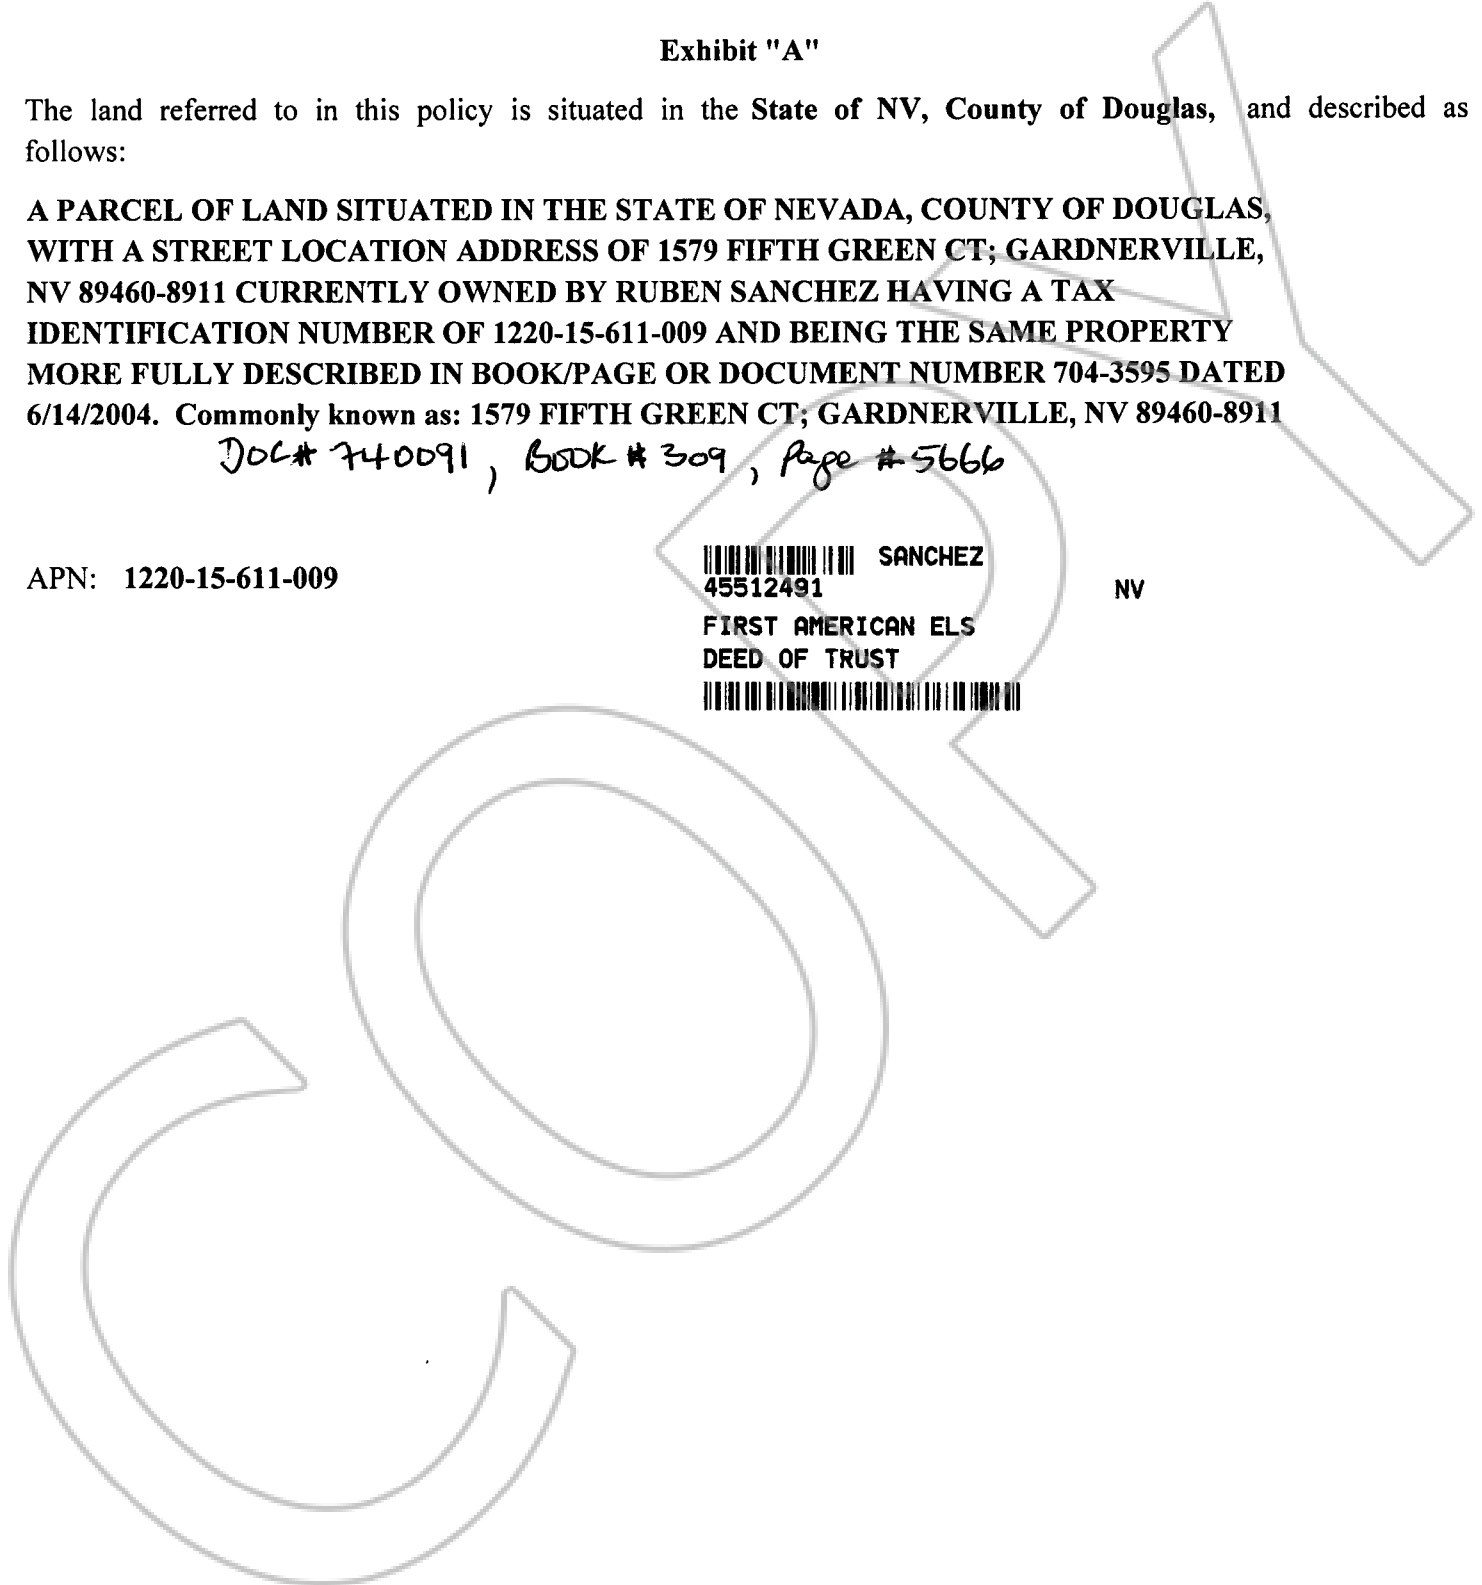 Exhibit "A"
The land referred to in this policy is situated in the State of NV, County of Douglas, and described as
follows:
A PARCEL OF LAND SITUATED IN THE STATE OF NEVADA, COUNTY OF DOUGLAS,
WITH A STREET LOCATION ADDRESS OF 1579 FIFTH GREEN CT; GARDNERVILLE,
NV 89460-8911 CURRENTLY OWNED BY RUBEN SANCHEZ HAVING A TAX
IDENTIFICATION NUMBER OF 1220-15-611-009 AND BEING THE SAME PROPERTY
MORE FULLY DESCRIBED IN BOOK/PAGE OR DOCUMENT NUMBER 704-3595 DATED
6/14/2004. Commonly known as: 1579 FIFTH GREEN CT; GARDNERVILLE, NV 89460-8911
DOC# 740091, BOOK # 309, Page # 5666
APN: 1220-15-611-009
SANCHEZ
45512491 NV
FIRST AMERICAN ELS
DEED OF TRUST
COPY